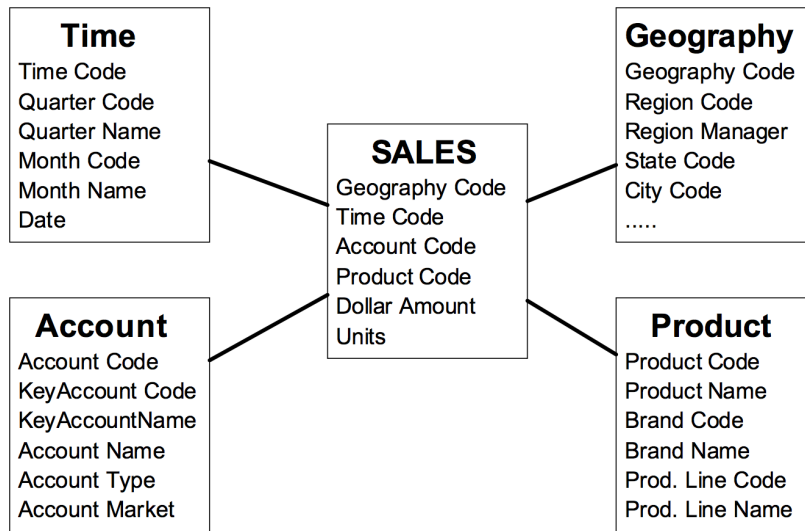 Time
Time Code
Quarter Code
Quarter Name
Month Code
Month Name
Date
Geography
Geography Code
Region Code
Region Manager
State Code
City Code
.....
SALES
Geography Code
Time Code
Account Code
Product Code
Dollar Amount
Units
Account
Account Code
KeyAccount Code
KeyAccountName
Account Name
Account Type
Account Market
Product
Product Code
Product Name
Brand Code
Brand Name
Prod. Line Code
Prod. Line Name